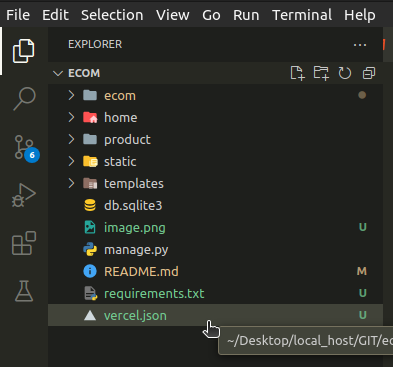 File Edit Selection View Go Run Terminal Help
EXPLORER
ECOM
ecom
home
product
static
6
templates
db.sqlite3
image.png U
manage.py
README.md M
requirements.txt U
vercel.json U
~/Desktop/local_host/GIT/ec